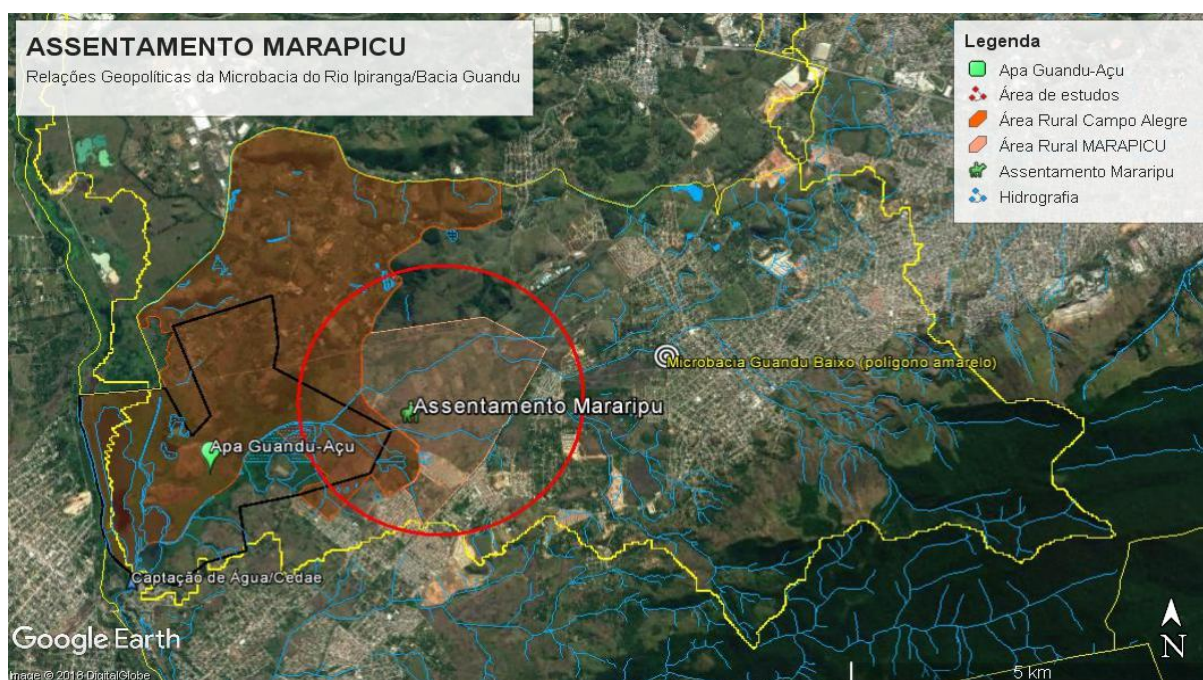 ASSENTAMENTO MARAPICU
Relações Geopolíticas da Microbacia do Rio Ipiranga/Bacia Guandu
Legenda
Apa Guandu-Açu
Área de estudos
Área Rural Campo Alegre
Área Rural MARAPICU
Assentamento Mararipu
Hidrografia
Microbacia Guandu Baixo (polígono amarelo)
Assentamento Mararipu
Apa Guandu-Açu
Captação de Agua/Cedae
Google Earth
Image © 2018 DigitalGlobe
N
5 km